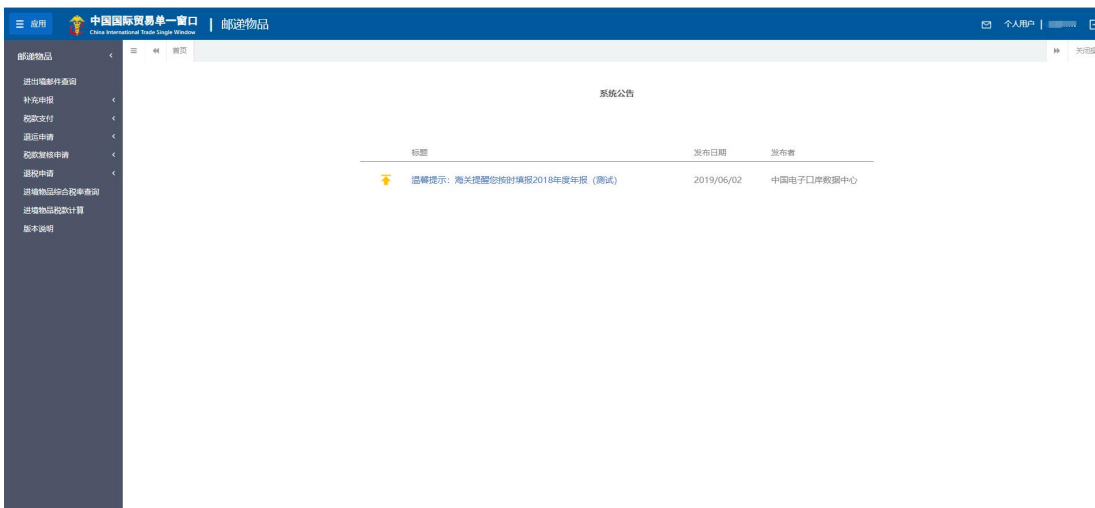 应用
中国国际贸易单一窗口
China International Trade Single Window
邮递物品
个人用户
邮递物品
首页
进出境邮件查询
补充申报
税款支付
退运申请
税款复核申请
退税申请
进境物品综合税率查询
进境物品税款计算
版本说明
系统公告
标题 发布日期 发布者
温馨提示:海关提醒您按时填报2018年度年报 (测试) 2019/06/02 中国电子口岸数据中心